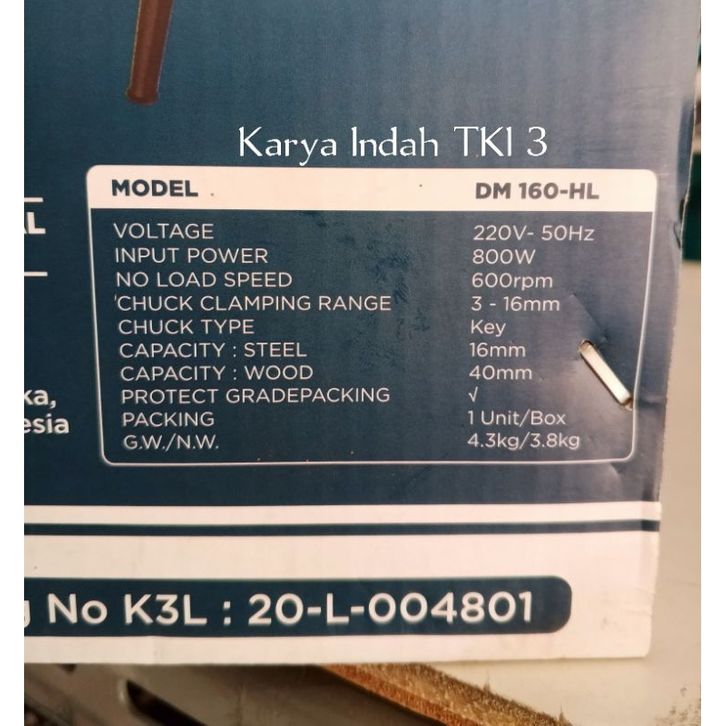 Karya Indah TKI 3
MODEL DM 160-HL
VOLTAGE 220V- 50Hz
INPUT POWER 800W
NO LOAD SPEED 600rpm
CHUCK CLAMPING RANGE 3 - 16mm
CHUCK TYPE Key
CAPACITY : STEEL 16mm
CAPACITY : WOOD 40mm
PROTECT GRADEPACKING √
PACKING 1 Unit/Box
G.W./N.W. 4.3kg/3.8kg
No K3L : 20-L-004801